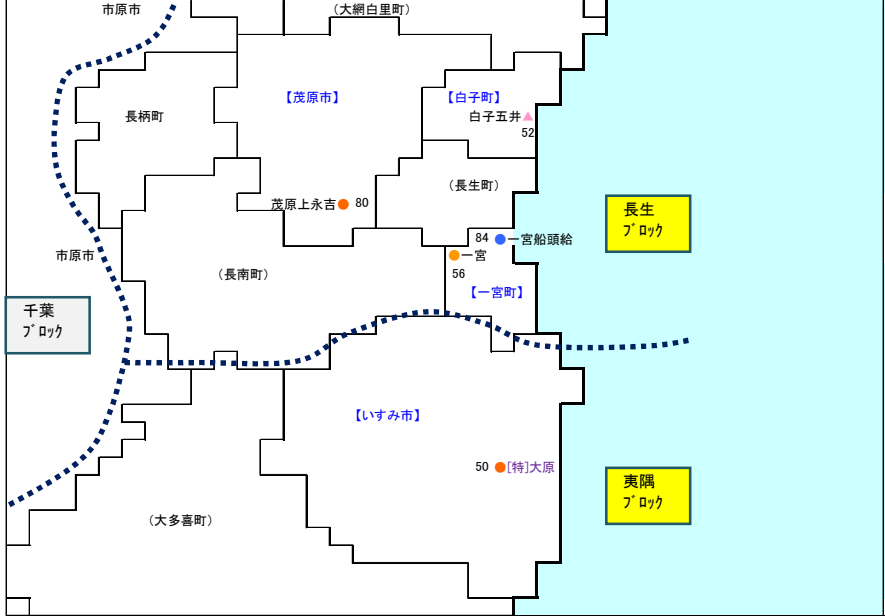 市原市
（大網白里町）
【茂原市】
【白子町】
長柄町
白子五井
52
（長生町）
茂原上永吉
80
長生
ﾌﾞﾛｯｸ
84
一宮船頭給
市原市
一宮
（長南町）
56
【一宮町】
千葉
ﾌﾞﾛｯｸ
【いすみ市】
50
[特]大原
夷隅
ﾌﾞﾛｯｸ
（大多喜町）